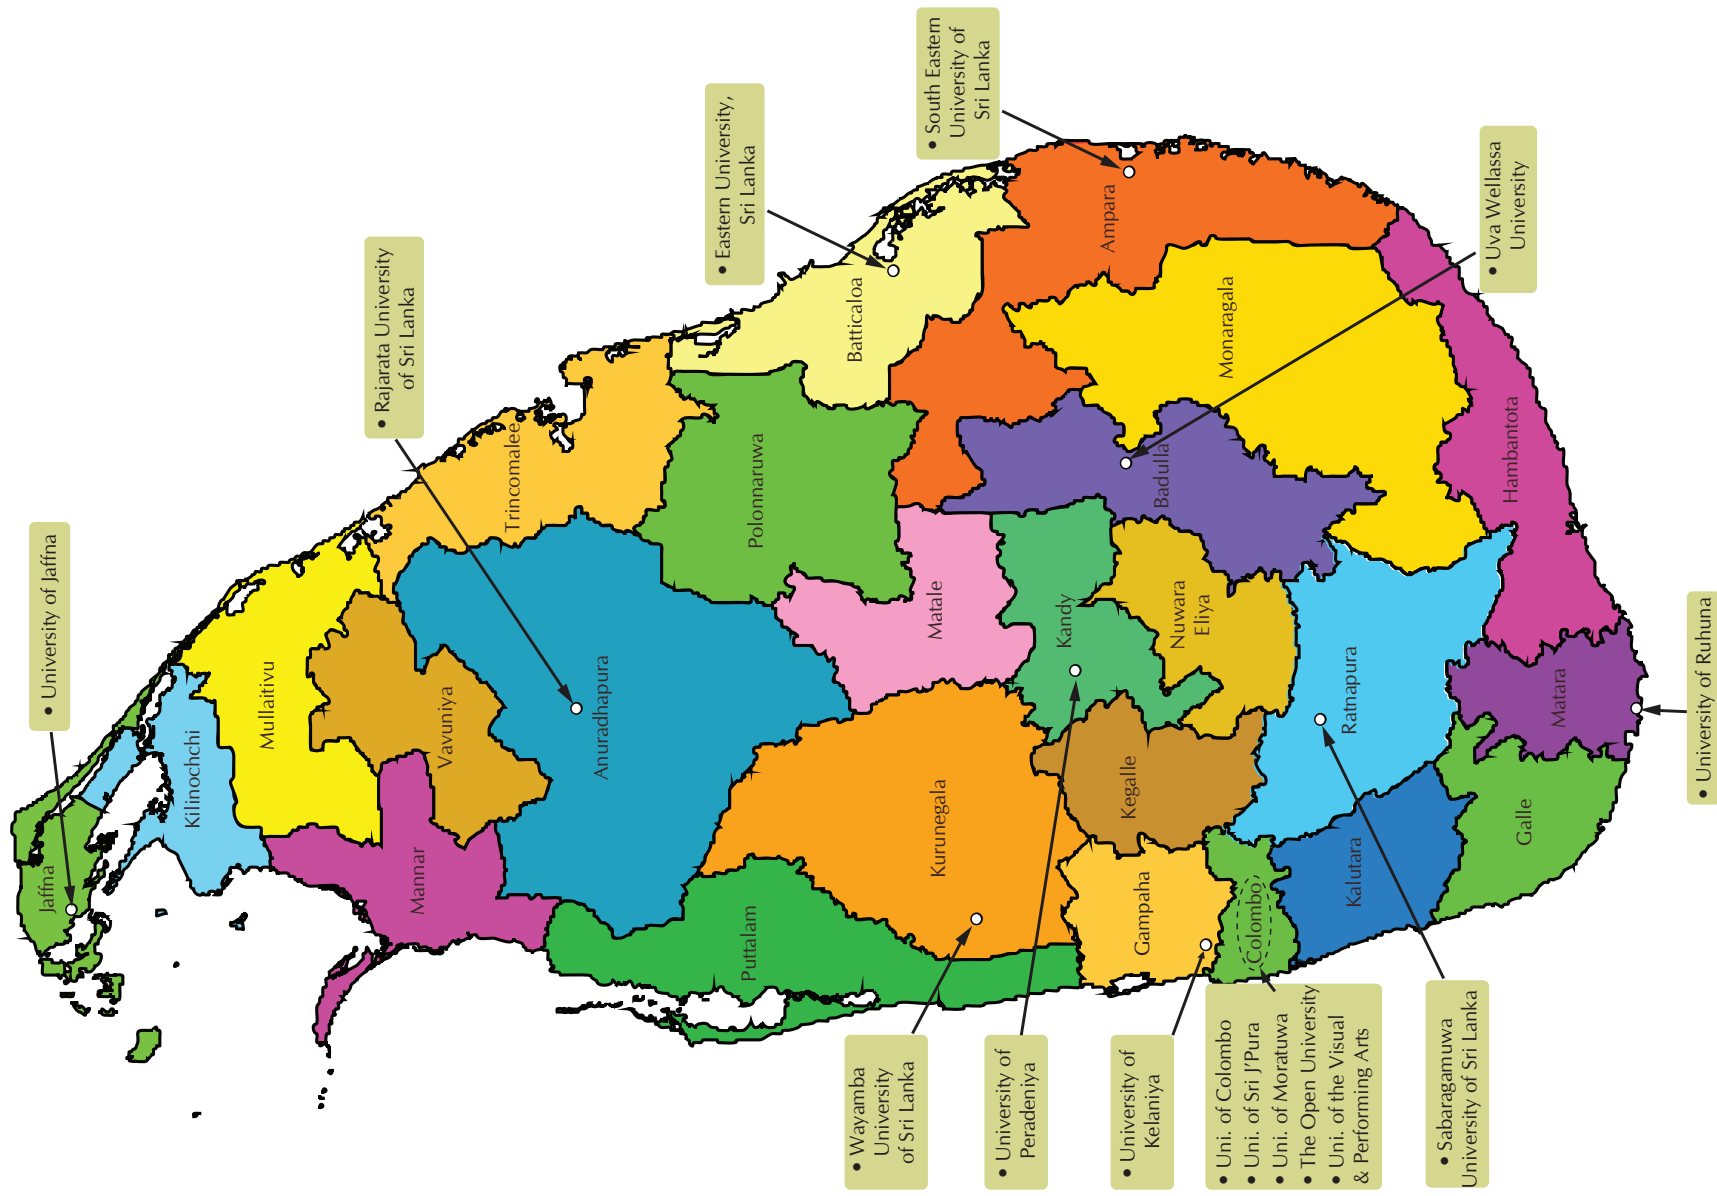 • University of Jaffna
• Rajarata University
of Sri Lanka
• Eastern University,
Sri Lanka
• South Eastern
University of
Sri Lanka
• Uva Wellassa
University
• University of Ruhuna
• Wayamba
University
of Sri Lanka
• University of
Peradeniya
• University of
Kelaniya
• Uni. of Colombo
• Uni. of Sri J’Pura
• Uni. of Moratuwa
• The Open University
• Uni. of the Visual
& Performing Arts
• Sabaragamuwa
University of Sri Lanka
Jaffna
Kilinochchi
Mullaitivu
Mannar
Vavuniya
Trincomalee
Anuradhapura
Polonnaruwa
Batticaloa
Puttalam
Kurunegala
Matale
Ampara
Kandy
Kegalle
Gampaha
Nuwara
Eliya
Badulla
Monaragala
Colombo
Kalutara
Ratnapura
Hambantota
Galle
Matara